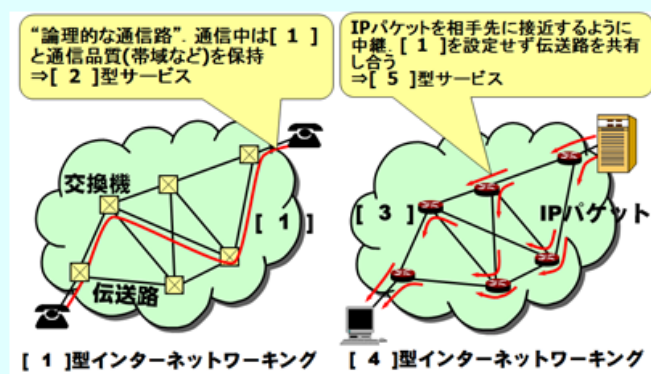 “論理的な通信路”. 通信中は[ 1 ]
と通信品質(帯域など)を保持
⇒[ 2 ]型サービス
IPパケットを相手先に接近するように
中継. [ 1 ]を設定せず伝送路を共有
し合う
⇒[ 5 ]型サービス
交換機
[ 1 ]
伝送路
[ 3 ]
IPパケット
[ 1 ]型インターネットワーキング
[ 4 ]型インターネットワーキング